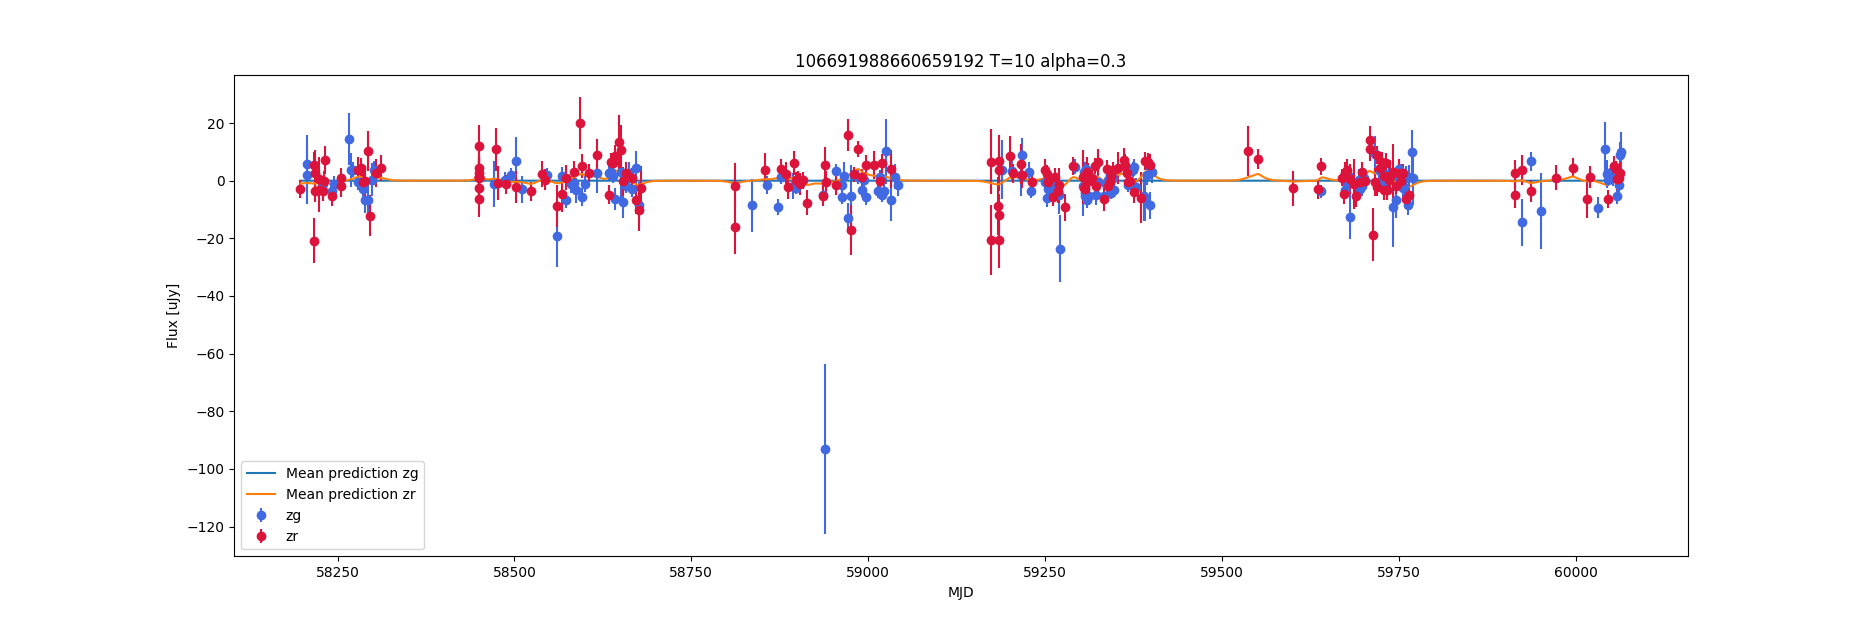 106691988660659192 T=10 alpha=0.3
Flux [uJy]
20
0
−20
−40
−60
−80
−100
−120
Mean prediction zg
Mean prediction zr
zg
zr
58250 58500 58750 59000 59250 59500 59750 60000
MJD